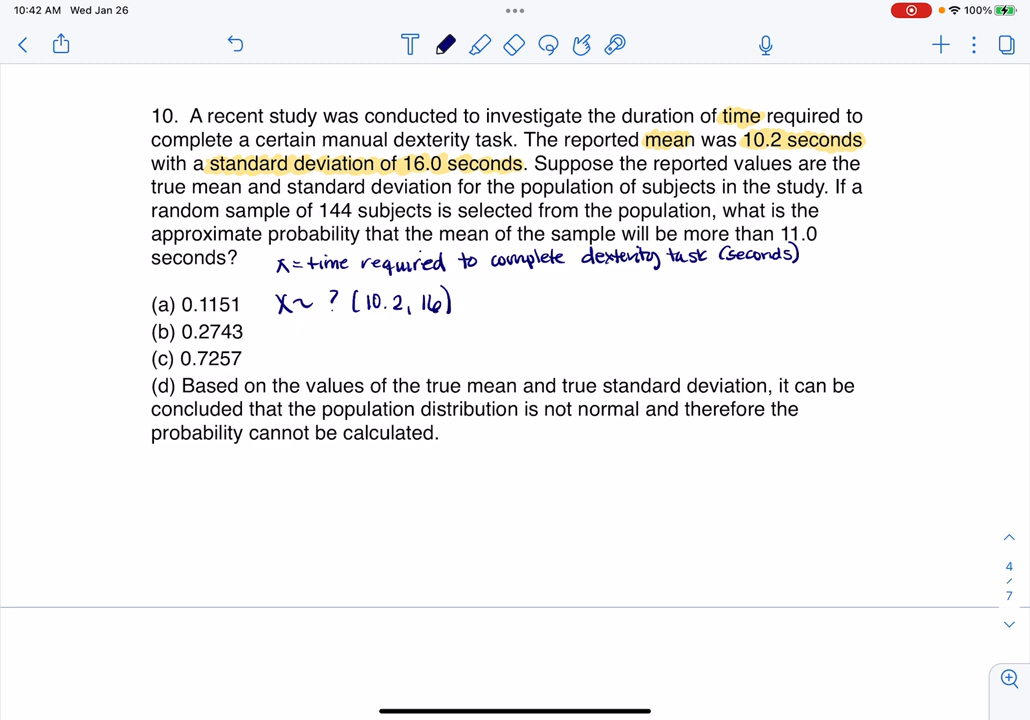 10:42 AM Wed Jan 26
100%
T
10. A recent study was conducted to investigate the duration of time required to
complete a certain manual dexterity task. The reported mean was 10.2 seconds
with a standard deviation of 16.0 seconds. Suppose the reported values are the
true mean and standard deviation for the population of subjects in the study. If a
random sample of 144 subjects is selected from the population, what is the
approximate probability that the mean of the sample will be more than 11.0
seconds?
x = time required to complete dexterity task (seconds)
(a) 0.1151
X ~ ? (10.2, 16)
(b) 0.2743
(c) 0.7257
(d) Based on the values of the true mean and true standard deviation, it can be
concluded that the population distribution is not normal and therefore the
probability cannot be calculated.
4
/
7